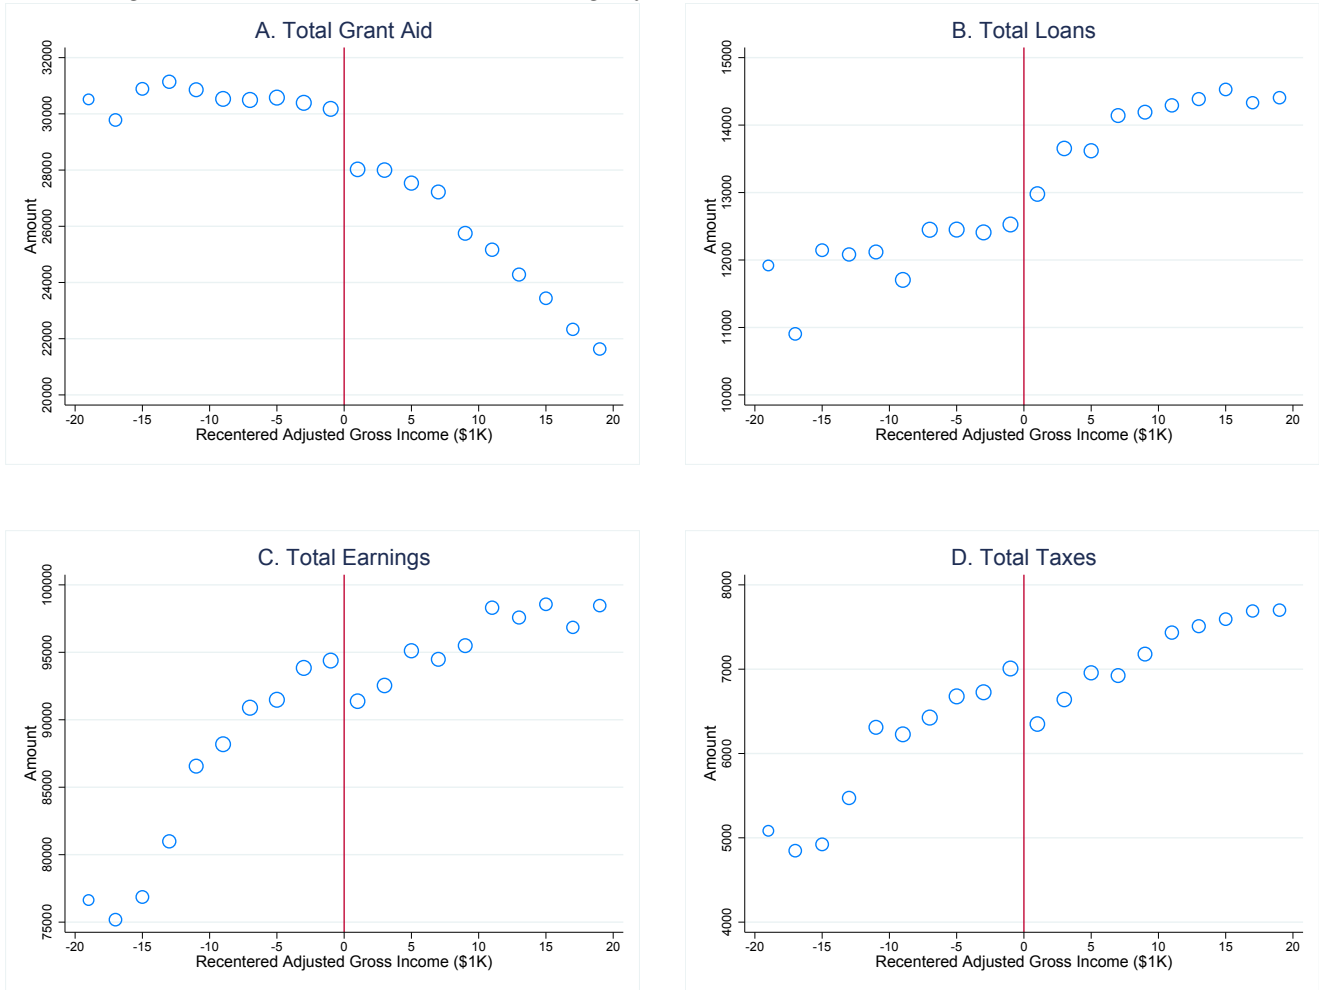 A. Total Grant Aid
32000
30000
28000
26000
24000
22000
20000
Amount
-20 -15 -10 -5 0 5 10 15 20
Recentered Adjusted Gross Income ($1K)
B. Total Loans
15000
14000
13000
12000
11000
10000
Amount
-20 -15 -10 -5 0 5 10 15 20
Recentered Adjusted Gross Income ($1K)
C. Total Earnings
100000
95000
90000
85000
80000
75000
Amount
-20 -15 -10 -5 0 5 10 15 20
Recentered Adjusted Gross Income ($1K)
D. Total Taxes
8000
7000
6000
5000
4000
Amount
-20 -15 -10 -5 0 5 10 15 20
Recentered Adjusted Gross Income ($1K)